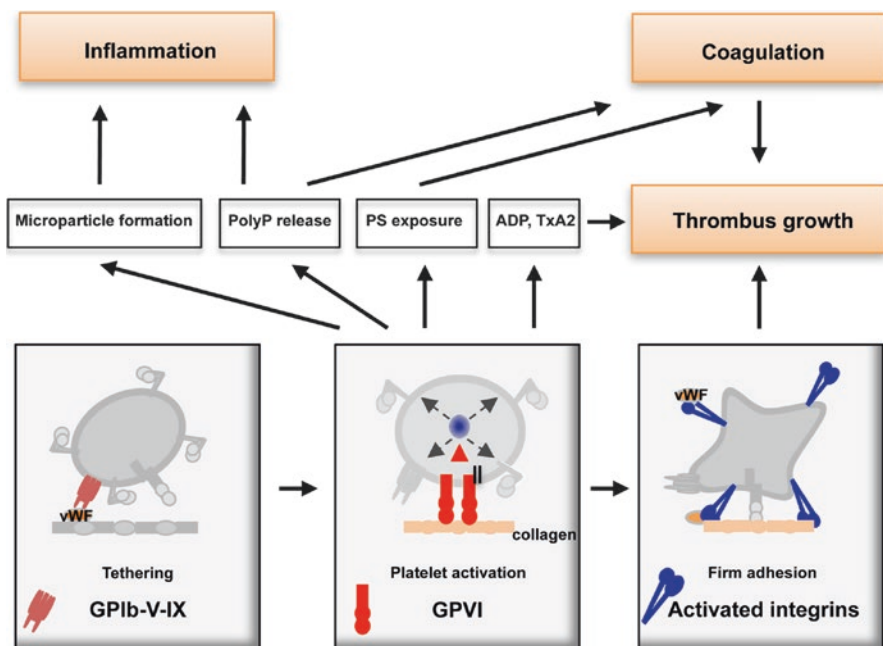 Inflammation
Coagulation
Microparticle formation
PolyP release
PS exposure
ADP, TxA2
Thrombus growth
vWF
Tethering
GPIb-V-IX
collagen
Platelet activation
GPVI
vWF
Firm adhesion
Activated integrins